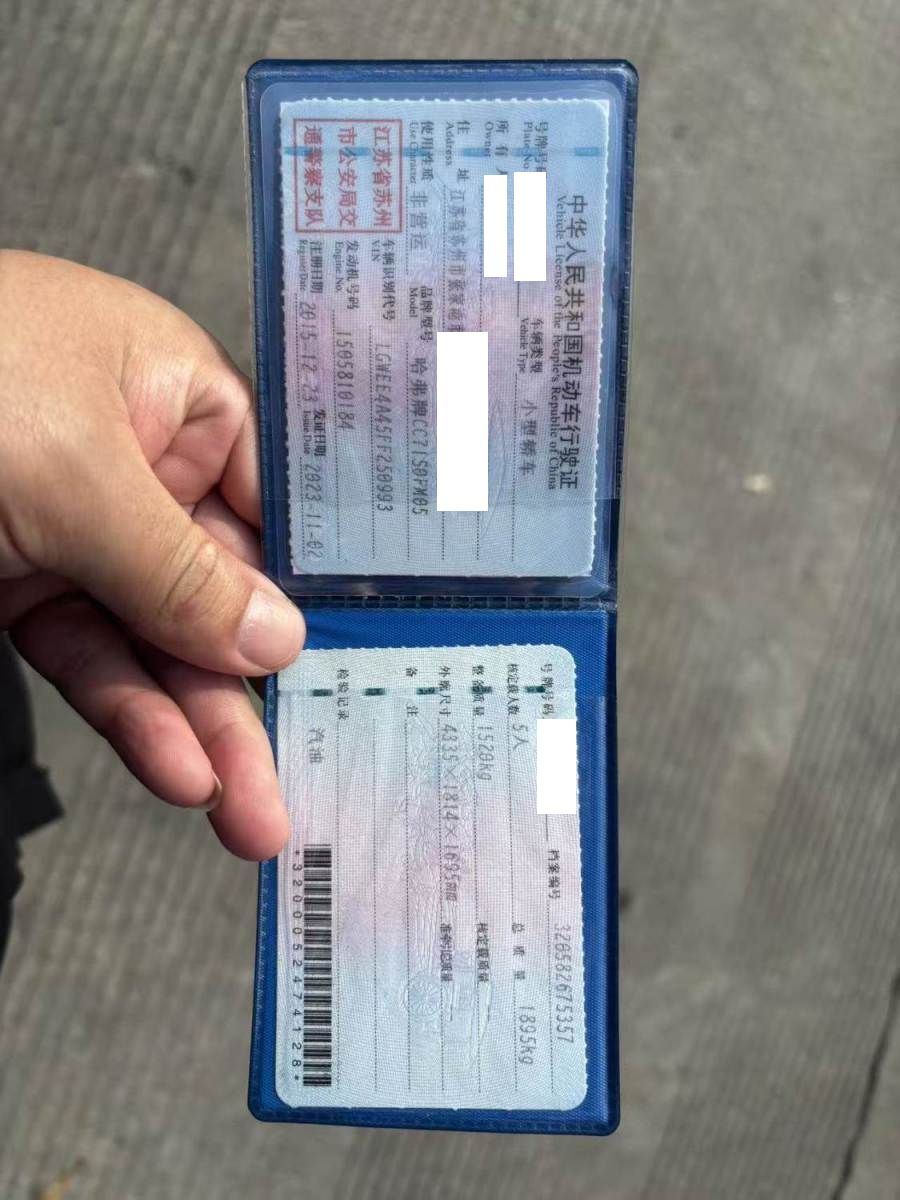 中华人民共和国机动车行驶证
Vehicle License of the People's Republic of China
号牌号码
Plate No.
车辆类型 小型轿车
Vehicle Type
所有人
Owner
住址 江苏省苏州市张家港市
Address
使用性质 非营运
Use Character
品牌型号 哈弗牌CC7150FM05
Model
江苏省苏州
市公安局交
通警察支队
车辆识别代号 LGWEE4A45FF250993
VIN
发动机号码 1505810184
Engine No.
注册日期 2015-12-23
Register Date
发证日期 2023-11-02
Issue Date
号牌号码
档案编号 320582675357
核定载人数 5人
总质量 1895kg
整备质量 1520kg
核定载质量 --
外廓尺寸 4335×1814×1695mm
准牵引总质量 --
备注
检验记录
汽油
*3200052474128*